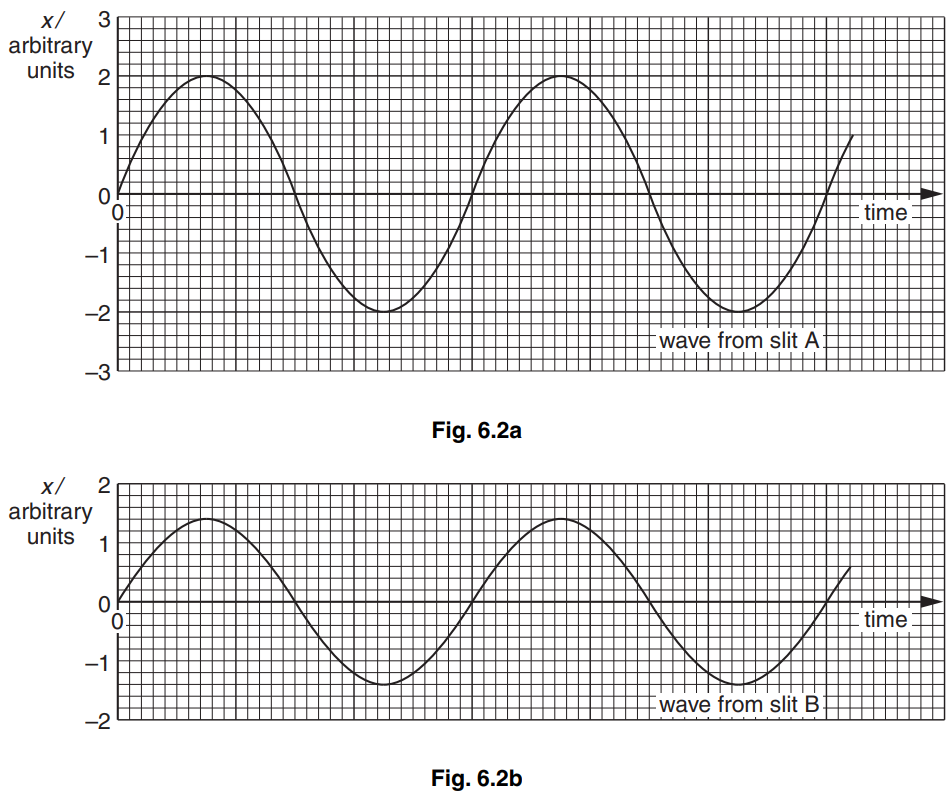 x/
arbitrary
units
3
2
1
0
–1
–2
–3
0
time
wave from slit A
Fig. 6.2a
x/
arbitrary
units
2
1
0
–1
–2
0
time
wave from slit B
Fig. 6.2b